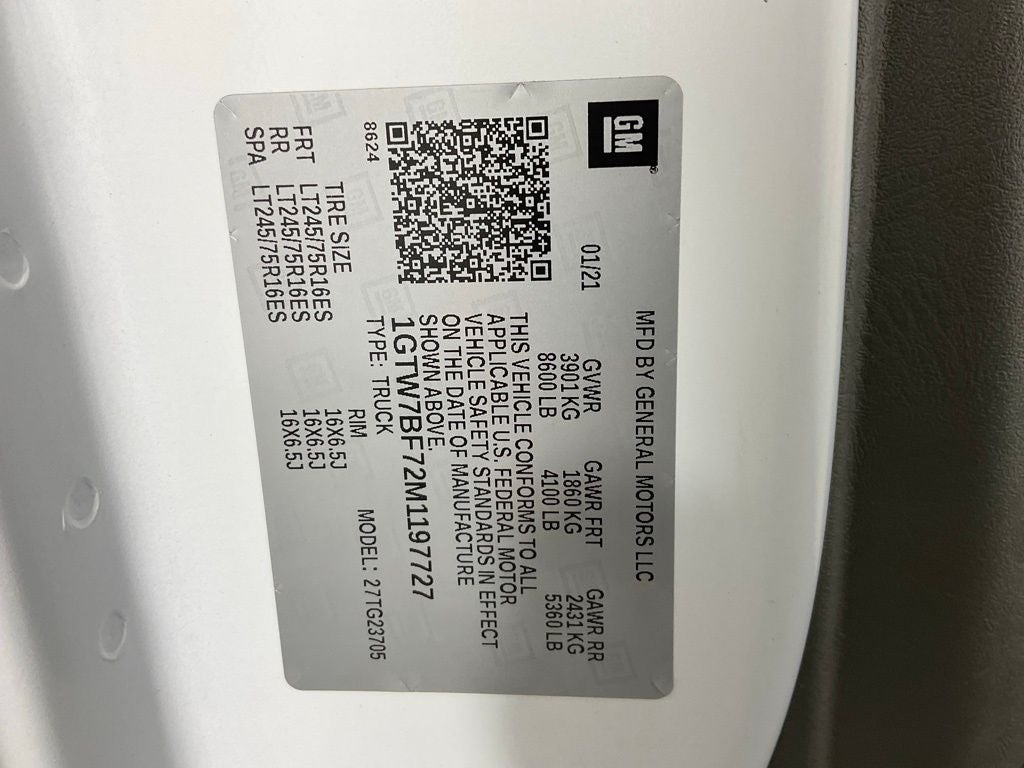 GM
MFD BY GENERAL MOTORS LLC
01/21
GVWR GAWR FRT GAWR RR
3901 KG 1860 KG 2431 KG
8600 LB 4100 LB 5360 LB
THIS VEHICLE CONFORMS TO ALL
APPLICABLE U.S. FEDERAL MOTOR
VEHICLE SAFETY STANDARDS IN EFFECT
ON THE DATE OF MANUFACTURE
SHOWN ABOVE.
1GTW7BF72M1197727
8624
TYPE: TRUCK MODEL: 27TG23705
TIRE SIZE RIM
FRT LT245/75R16ES 16X6.5J
RR LT245/75R16ES 16X6.5J
SPA LT245/75R16ES 16X6.5J